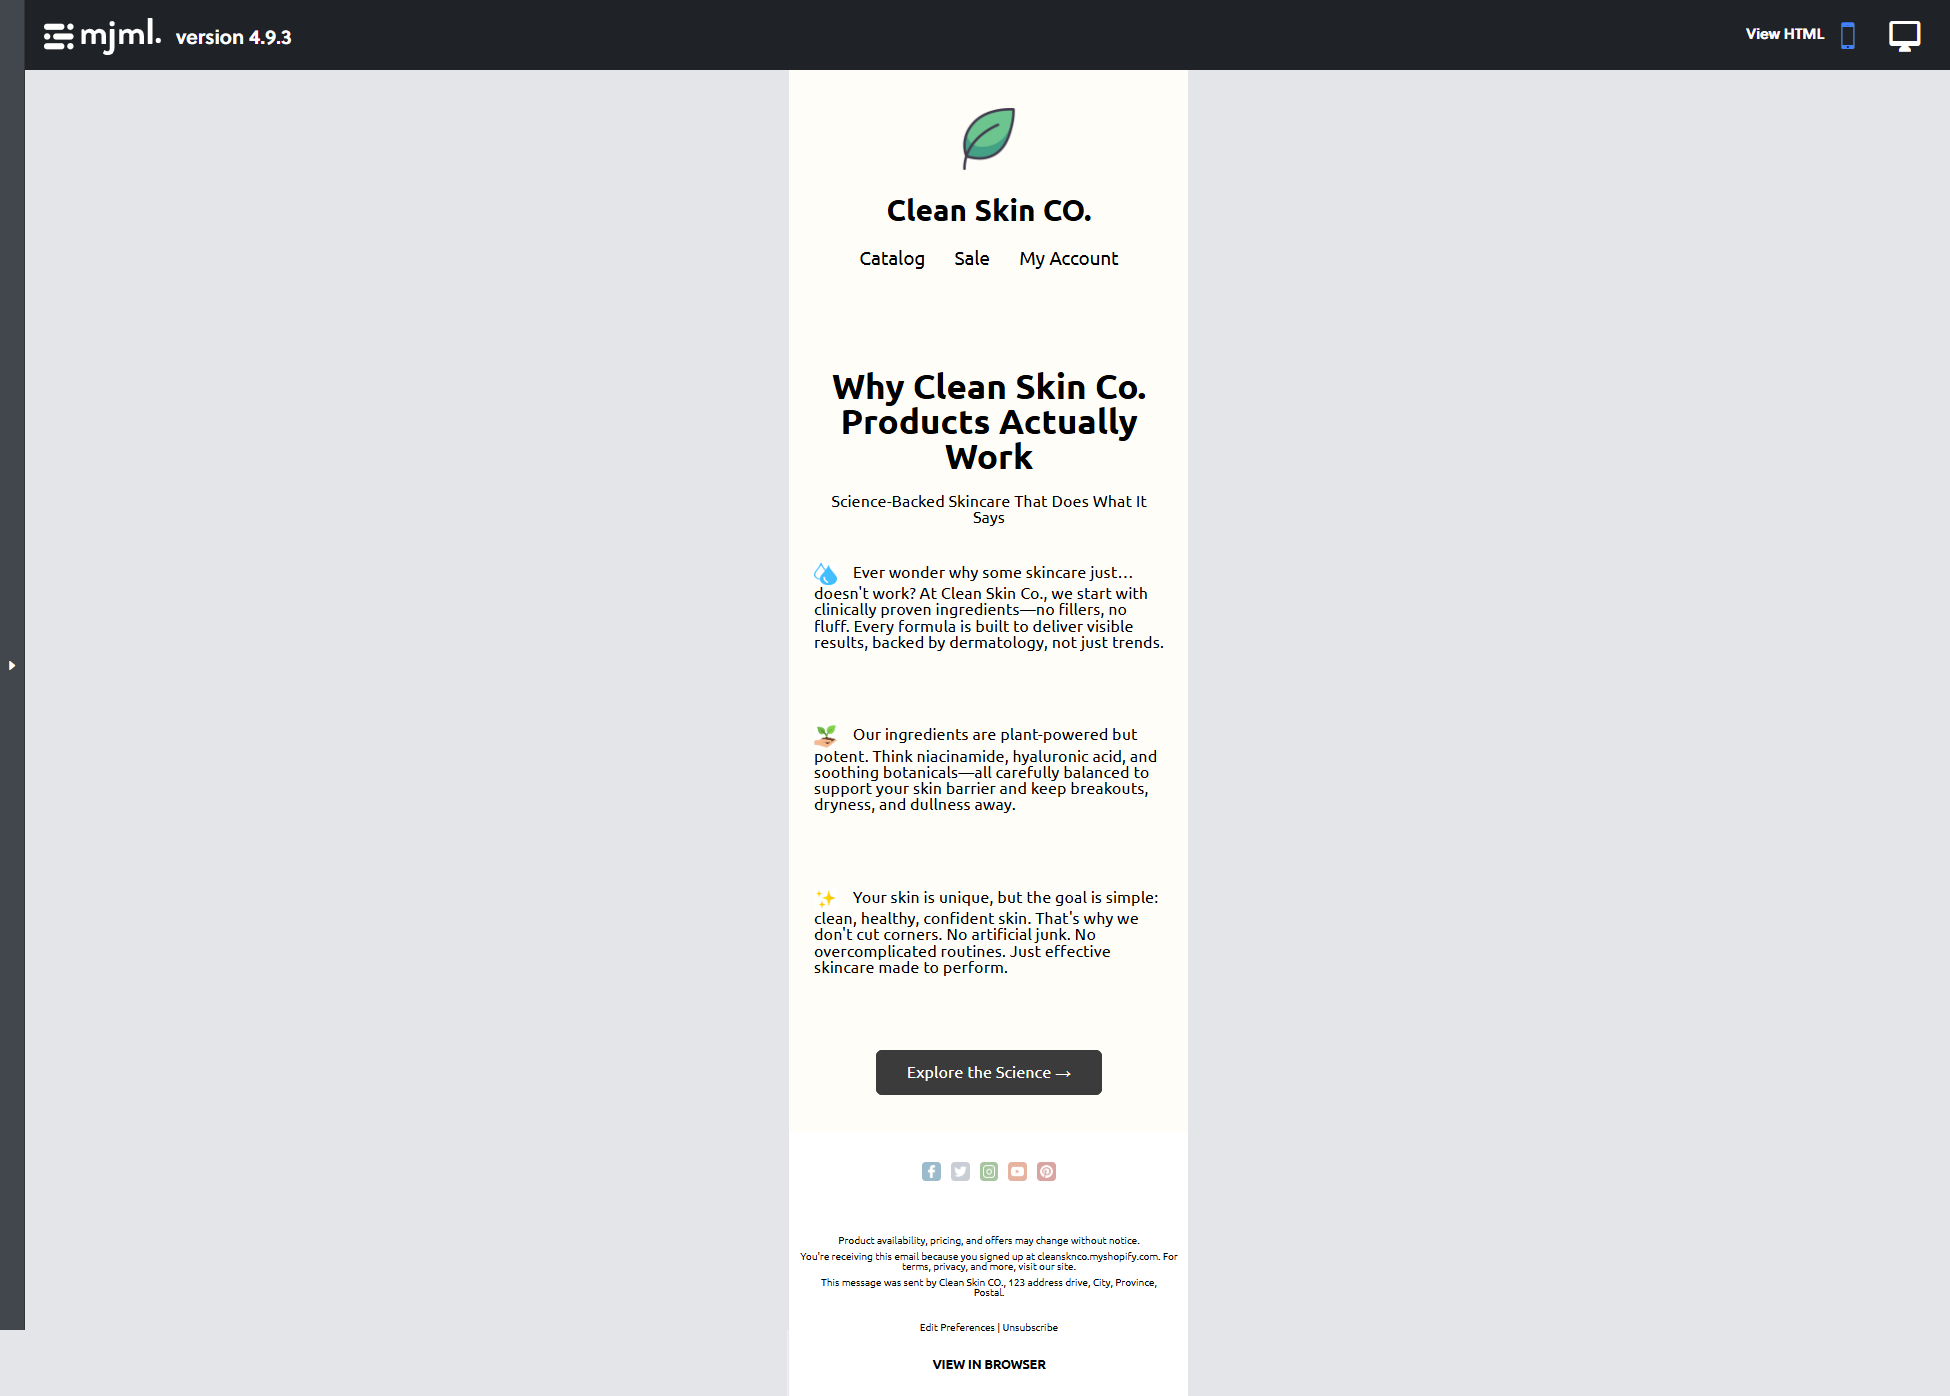 mjml. version 4.9.3
View HTML
Clean Skin CO.
Catalog Sale My Account
Why Clean Skin Co.
Products Actually
Work
Science-Backed Skincare That Does What It
Says
Ever wonder why some skincare just…
doesn't work? At Clean Skin Co., we start with
clinically proven ingredients—no fillers, no
fluff. Every formula is built to deliver visible
results, backed by dermatology, not just trends.
Our ingredients are plant-powered but
potent. Think niacinamide, hyaluronic acid, and
soothing botanicals—all carefully balanced to
support your skin barrier and keep breakouts,
dryness, and dullness away.
Your skin is unique, but the goal is simple:
clean, healthy, confident skin. That's why we
don't cut corners. No artificial junk. No
overcomplicated routines. Just effective
skincare made to perform.
Explore the Science →
Product availability, pricing, and offers may change without notice.
You're receiving this email because you signed up at cleansknco.myshopify.com. For
terms, privacy, and more, visit our site.
This message was sent by Clean Skin CO., 123 address drive, City, Province,
Postal.
Edit Preferences | Unsubscribe
VIEW IN BROWSER